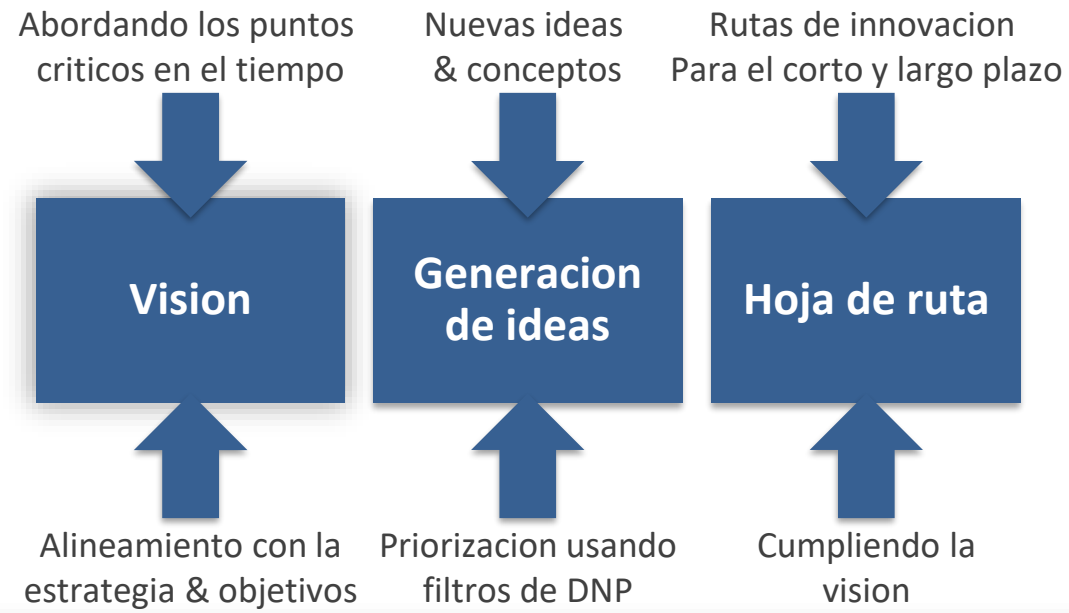 Abordando los puntos
criticos en el tiempo
Nuevas ideas
& conceptos
Rutas de innovacion
Para el corto y largo plazo
Vision
Generacion
de ideas
Hoja de ruta
Alineamiento con la
estrategia & objetivos
Priorizacion usando
filtros de DNP
Cumpliendo la
vision